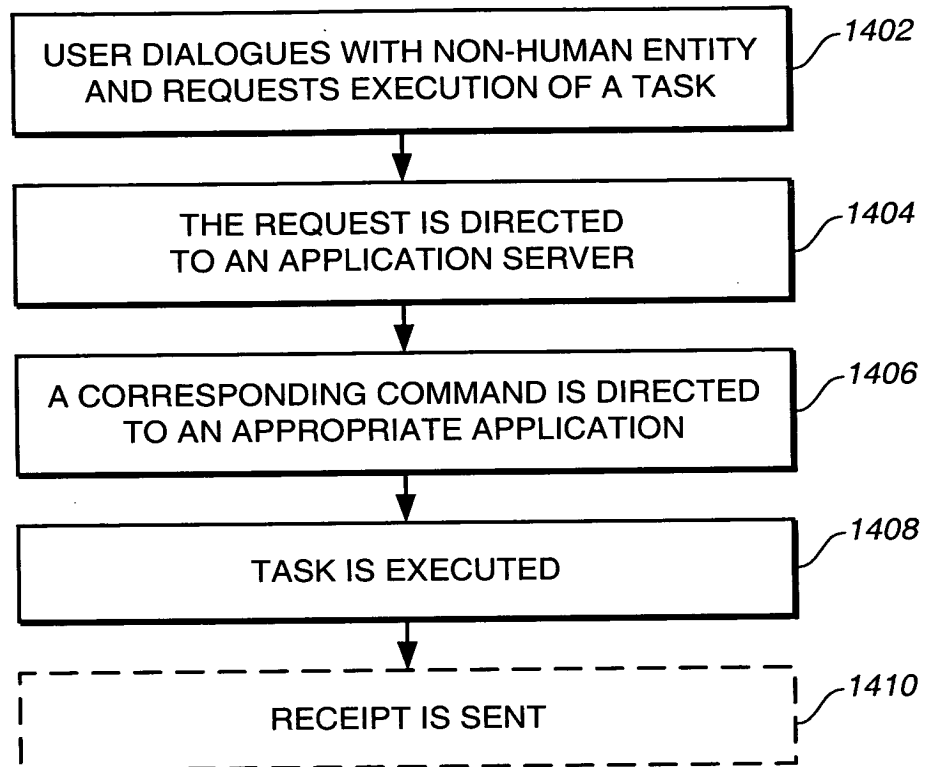 USER DIALOGUES WITH NON-HUMAN ENTITY
AND REQUESTS EXECUTION OF A TASK
1402
THE REQUEST IS DIRECTED
TO AN APPLICATION SERVER
1404
A CORRESPONDING COMMAND IS DIRECTED
TO AN APPROPRIATE APPLICATION
1406
TASK IS EXECUTED
1408
RECEIPT IS SENT
1410